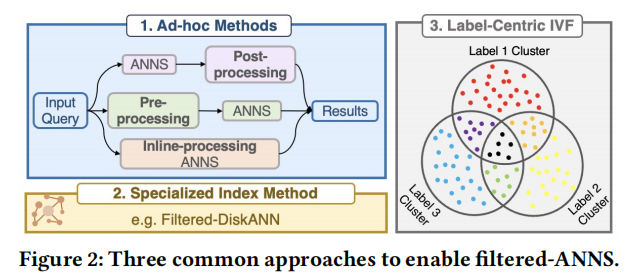 1. Ad-hoc Methods
Input
Query
ANNS
Post-
processing
Pre-
processing
ANNS
Inline-processing
ANNS
Results
2. Specialized Index Method
e.g. Filtered-DiskANN
3. Label-Centric IVF
Label 1 Cluster
Label 3
Cluster
Label 2
Cluster
Figure 2: Three common approaches to enable filtered-ANNS.